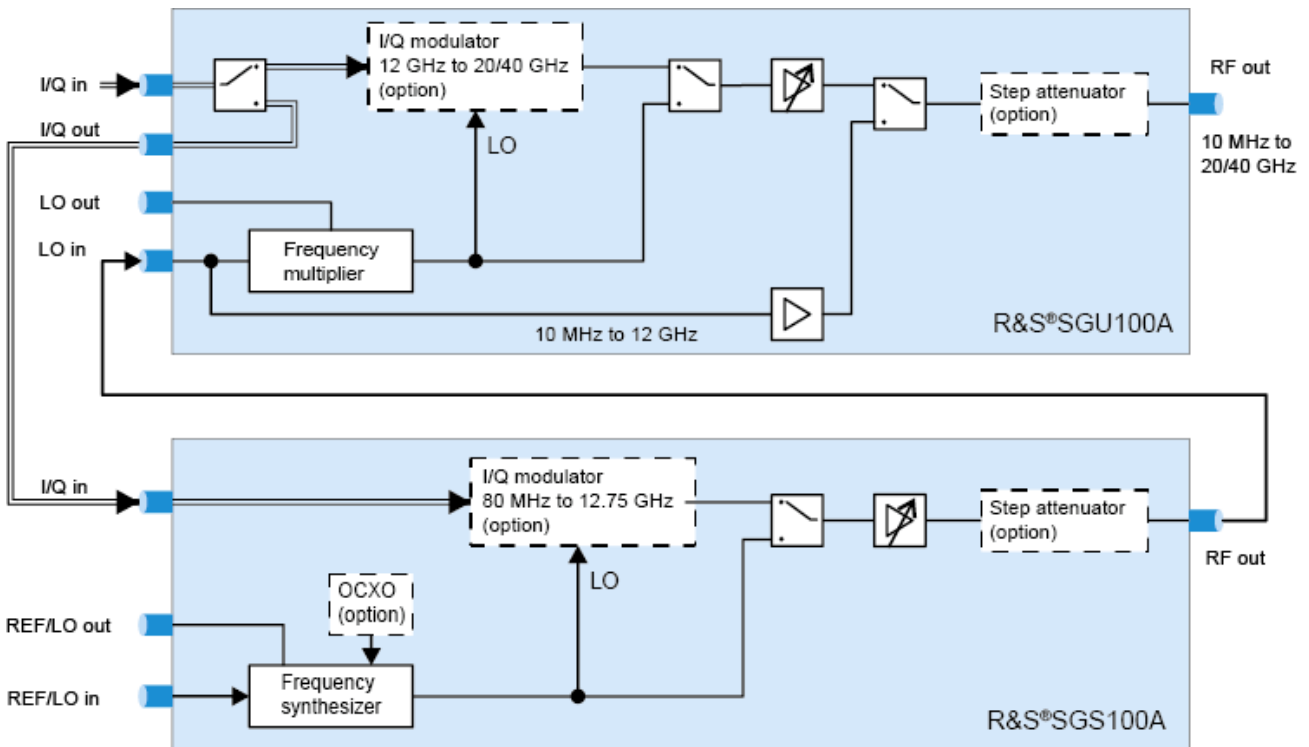 I/Q modulator
12 GHz to 20/40 GHz
(option)
I/Q in
I/Q out
LO out
LO in
LO
Frequency
multiplier
10 MHz to 12 GHz
Step attenuator
(option)
RF out
10 MHz to
20/40 GHz
R&S®SGU100A
I/Q in
I/Q modulator
80 MHz to 12.75 GHz
(option)
LO
OCXO
(option)
REF/LO out
REF/LO in
Frequency
synthesizer
Step attenuator
(option)
RF out
R&S®SGS100A